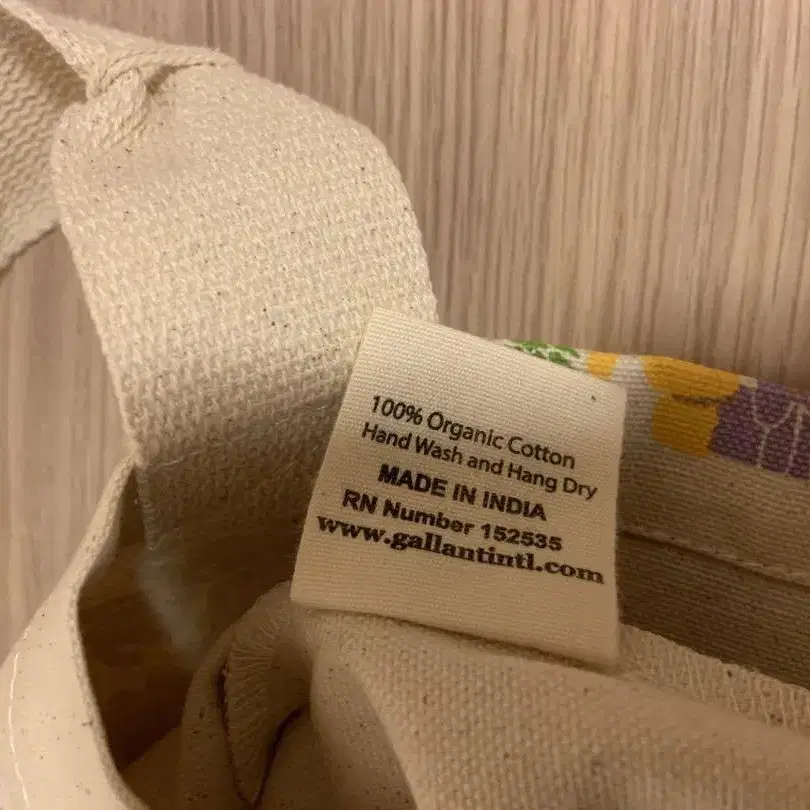 100% Organic Cotton
Hand Wash and Hang Dry
MADE IN INDIA
RN Number 152535
www.gallantintl.com